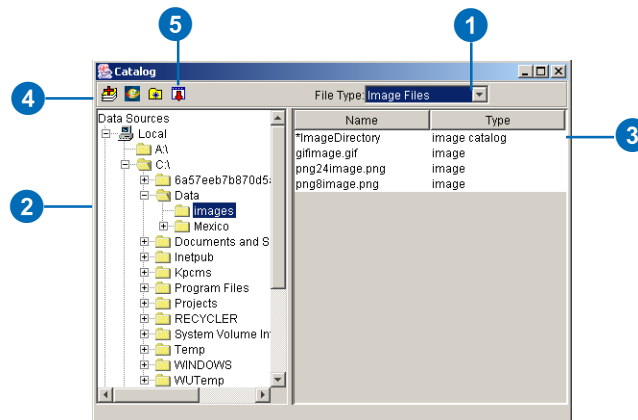 5
1
Catalog
4
File Type: Image Files
Data Sources
Name Type
Local
*ImageDirectory image catalog
3
A:\
gifimage.gif image
C:\
png24image.png image
6a57eeb7b870d5
png8image.png image
Data
2
images
Mexico
Documents and S
Inetpub
Kpcms
Program Files
Projects
RECYCLER
System Volume In
Temp
WINDOWS
WUTemp